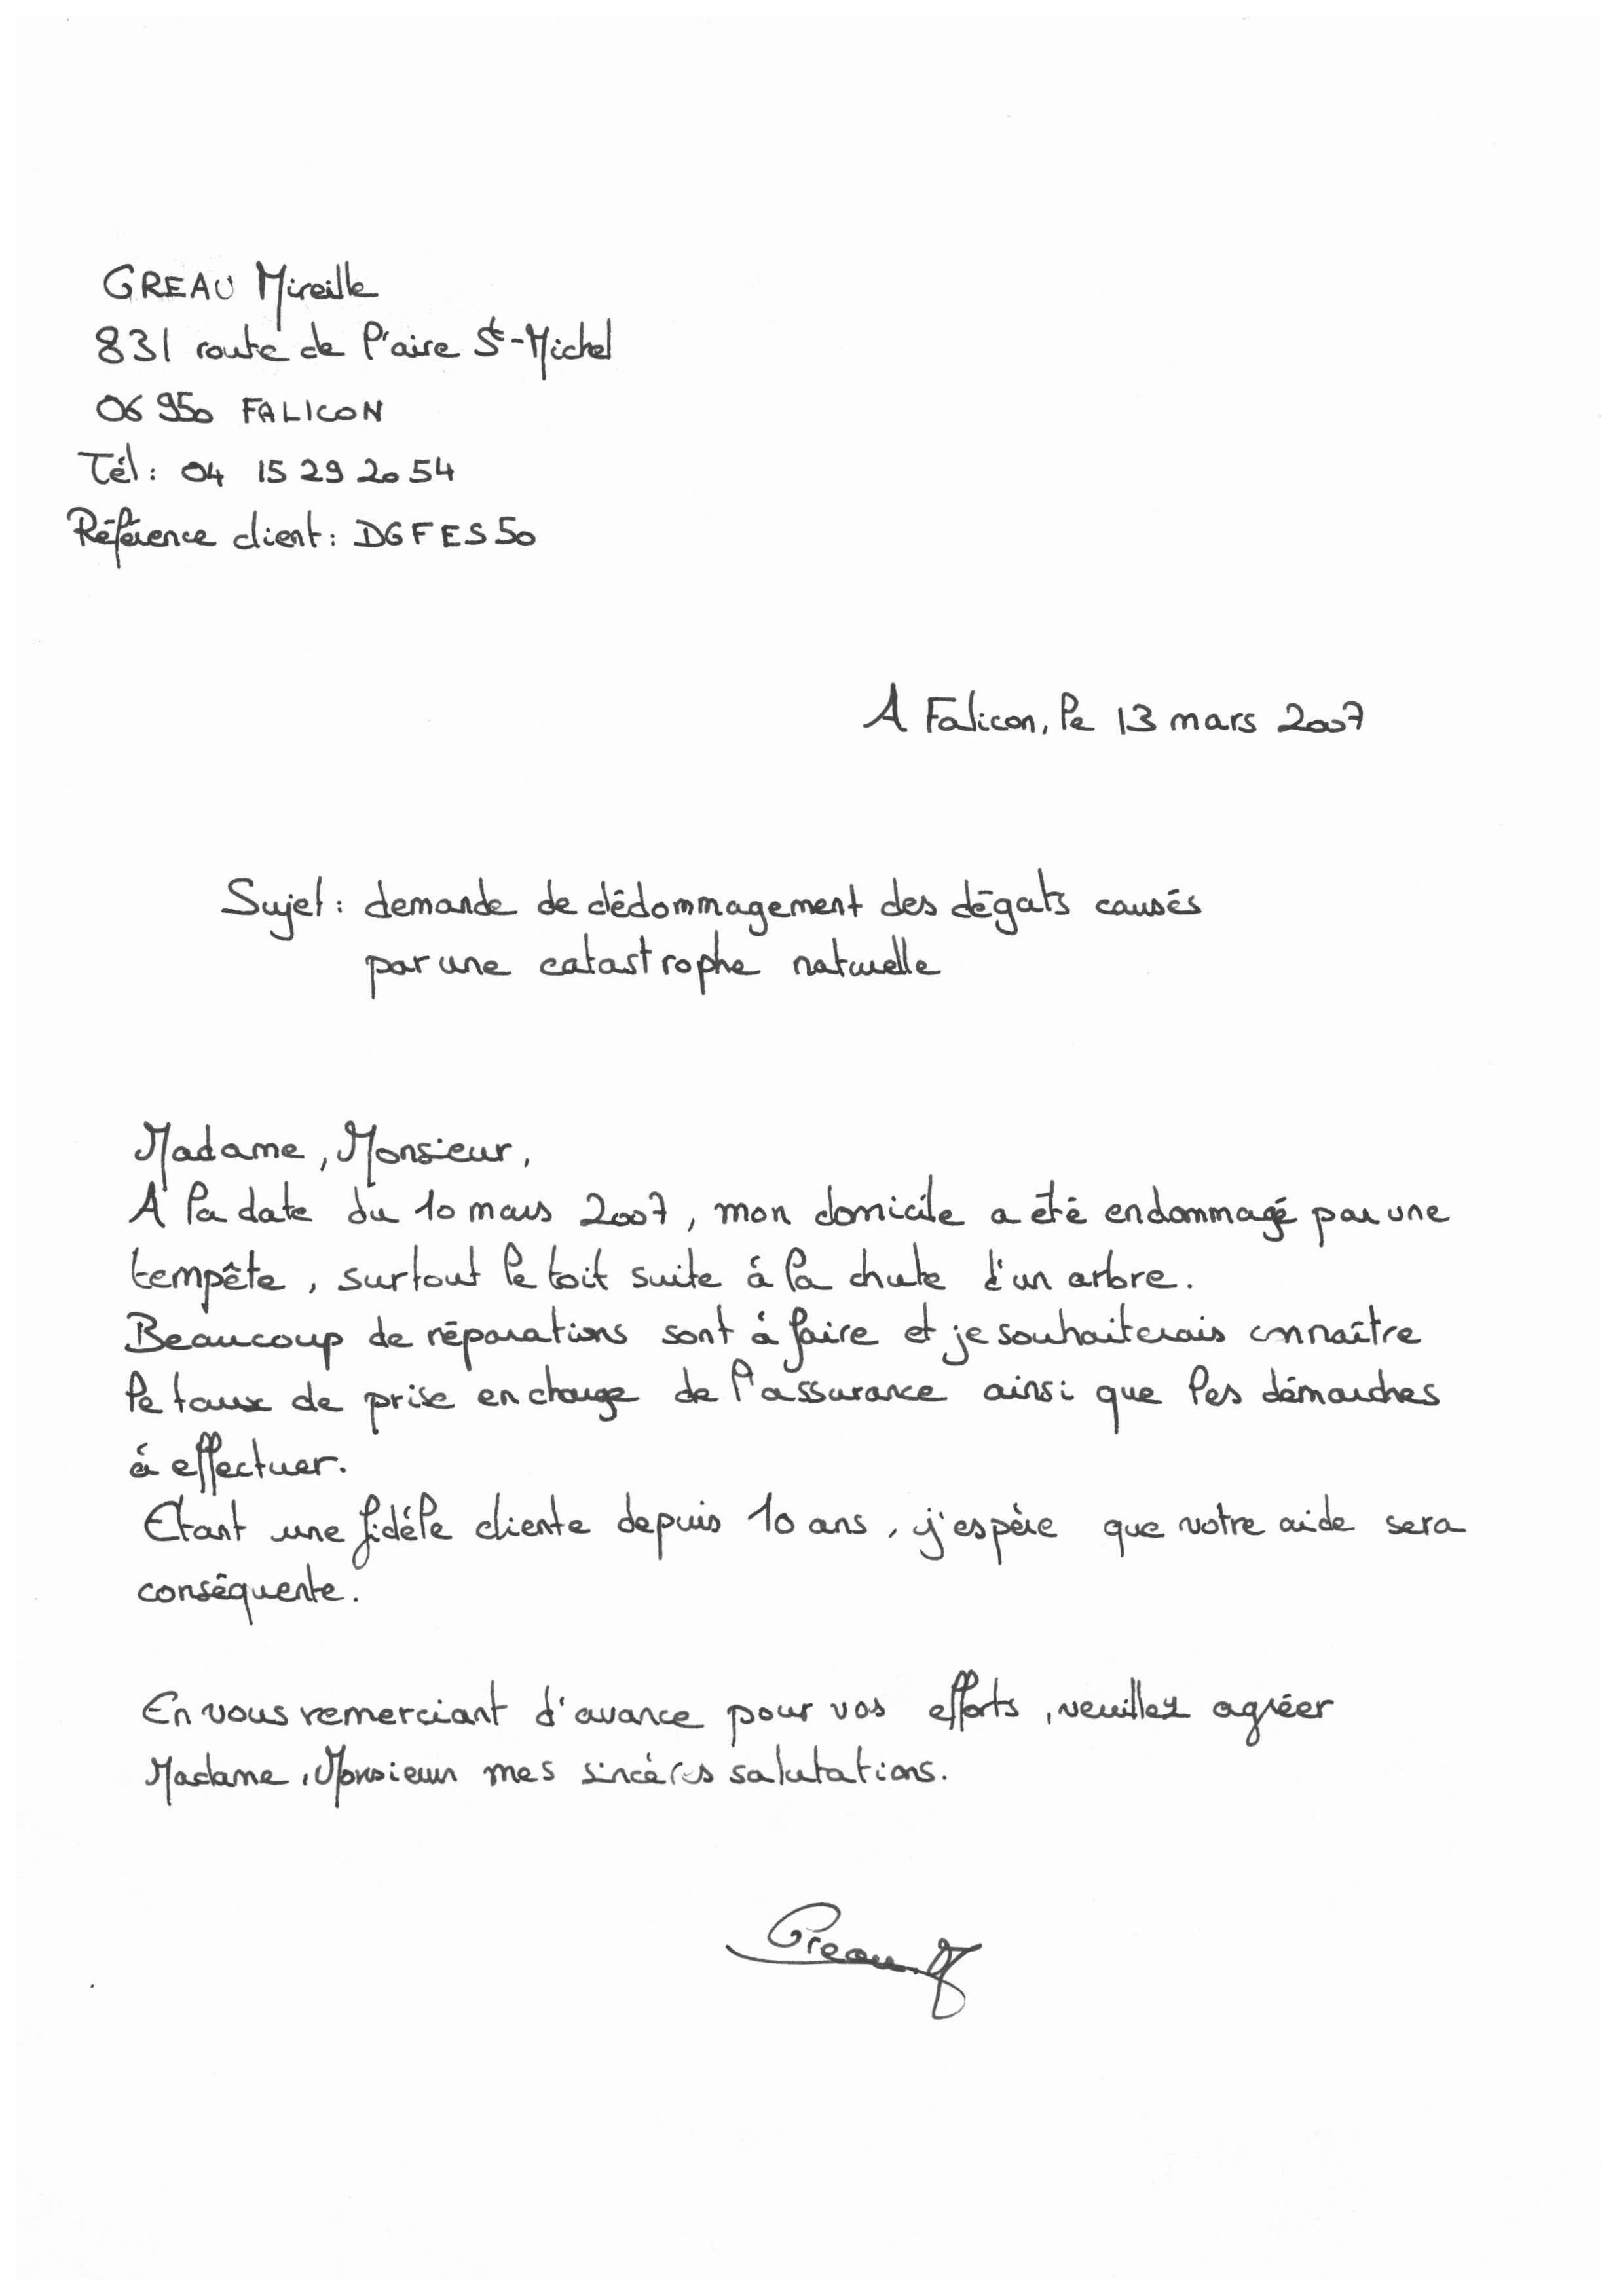 GREAU Mireille
831 route de l'aire St-Michel
06950 FALICON
Tél: 04 15 29 20 54
Référence client: DGFES50
A Falicon, le 13 mars 2007
Sujet: demande de dédommagement des dégats causés
par une catastrophe naturelle
Madame, Monsieur,
A la date du 10 mars 2007, mon domicile a été endommagé par une
tempête, surtout le toit suite à la chute d'un arbre.
Beaucoup de réparations sont à faire et je souhaiterais connaître
le taux de prise en charge de l'assurance ainsi que les démarches
à effectuer.
Etant une fidéle cliente depuis 10 ans, j'espère que votre aide sera
conséquente.
En vous remerciant d'avance pour vos efforts, veuillez agréer
Madame, Monsieur mes sincères salutations.
Greau.M